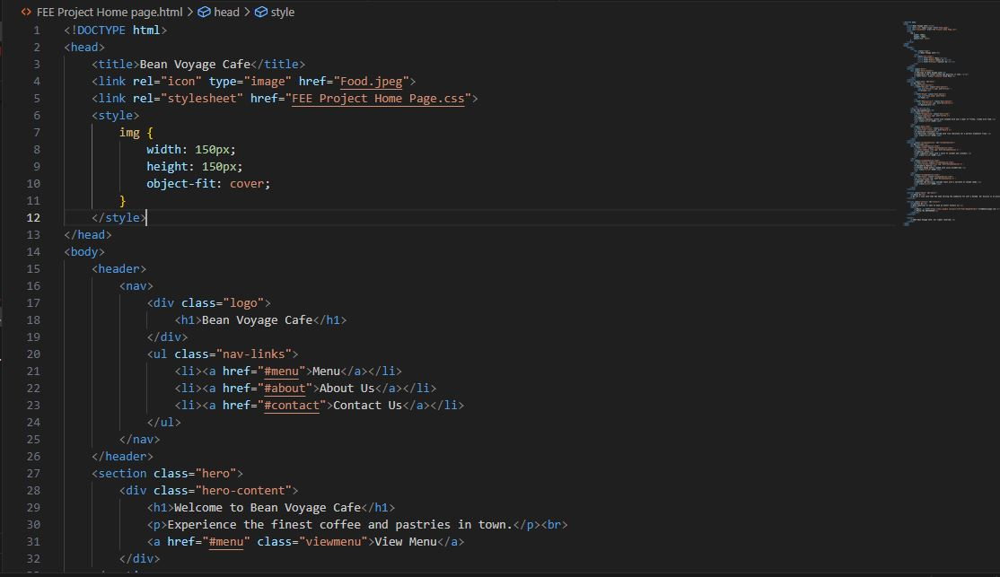 FEE Project Home page.html > head > style
1 <!DOCTYPE html>
2 <head>
3 <title>Bean Voyage Cafe</title>
4 <link rel="icon" type="image" href="Food.jpeg">
5 <link rel="stylesheet" href="FEE Project Home Page.css">
6 <style>
7 img {
8 width: 150px;
9 height: 150px;
10 object-fit: cover;
11 }
12 </style>
13 </head>
14 <body>
15 <header>
16 <nav>
17 <div class="logo">
18 <h1>Bean Voyage Cafe</h1>
19 </div>
20 <ul class="nav-links">
21 <li><a href="#menu">Menu</a></li>
22 <li><a href="#about">About Us</a></li>
23 <li><a href="#contact">Contact Us</a></li>
24 </ul>
25 </nav>
26 </header>
27 <section class="hero">
28 <div class="hero-content">
29 <h1>Welcome to Bean Voyage Cafe</h1>
30 <p>Experience the finest coffee and pastries in town.</p><br>
31 <a href="#menu" class="viewmenu">View Menu</a>
32 </div>